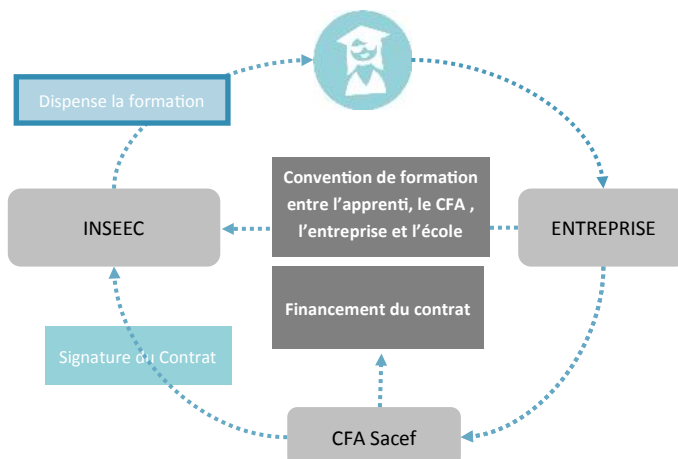 Dispense la formation
Convention de formation
entre l'apprenti, le CFA ,
l'entreprise et l'école
INSEEC
ENTREPRISE
Financement du contrat
Signature du Contrat
CFA Sacef